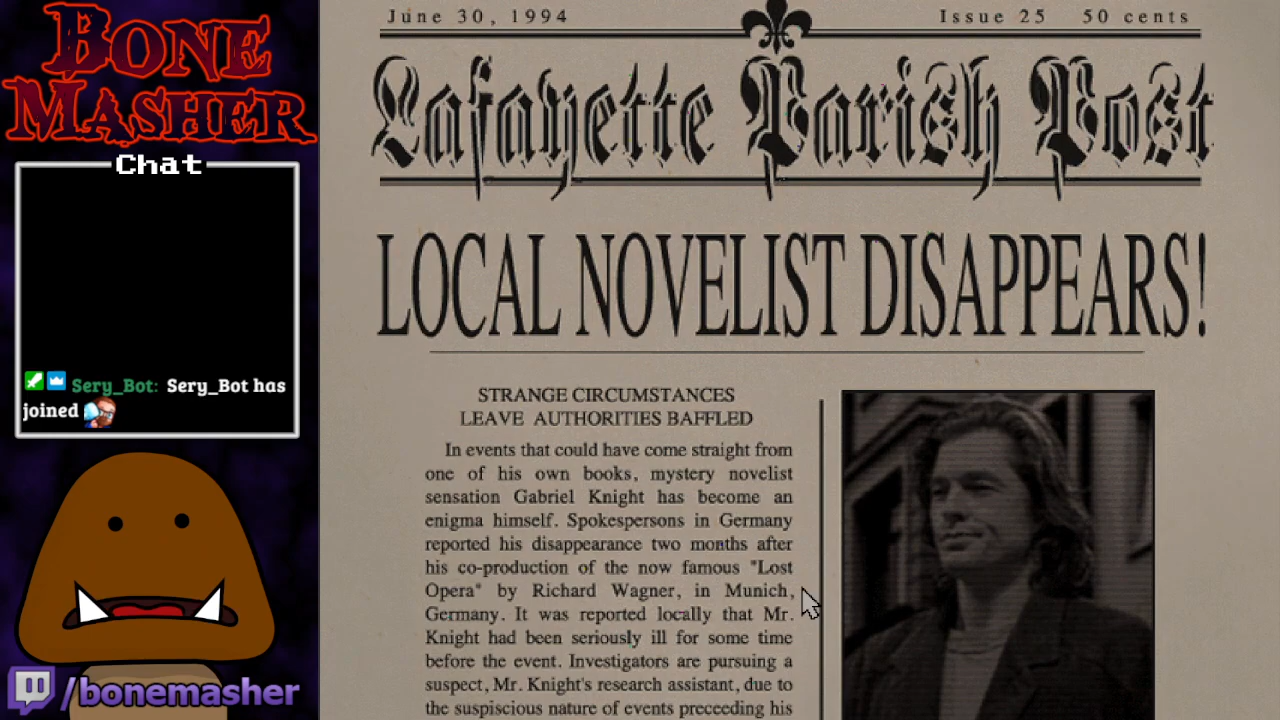 BONE
MASHER
Chat
Sery_Bot: Sery_Bot has
joined
/bonemasher
June 30, 1994 Issue 25 50 cents
Lafayette Parish Post
LOCAL NOVELIST DISAPPEARS!
STRANGE CIRCUMSTANCES
LEAVE AUTHORITIES BAFFLED
In events that could have come straight from
one of his own books, mystery novelist
sensation Gabriel Knight has become an
enigma himself. Spokespersons in Germany
reported his disappearance two months after
his co-production of the now famous "Lost
Opera" by Richard Wagner, in Munich,
Germany. It was reported locally that Mr.
Knight had been seriously ill for some time
before the event. Investigators are pursuing a
suspect, Mr. Knight's research assistant, due to
the suspicious nature of events preceeding his